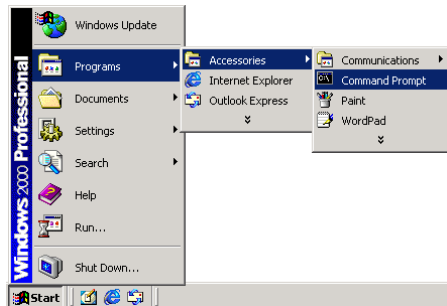 Windows 2000 Professional
Windows Update
Programs
Documents
Settings
Search
Help
Run...
Shut Down...
Accessories
Internet Explorer
Outlook Express
Communications
Command Prompt
Paint
WordPad
Start